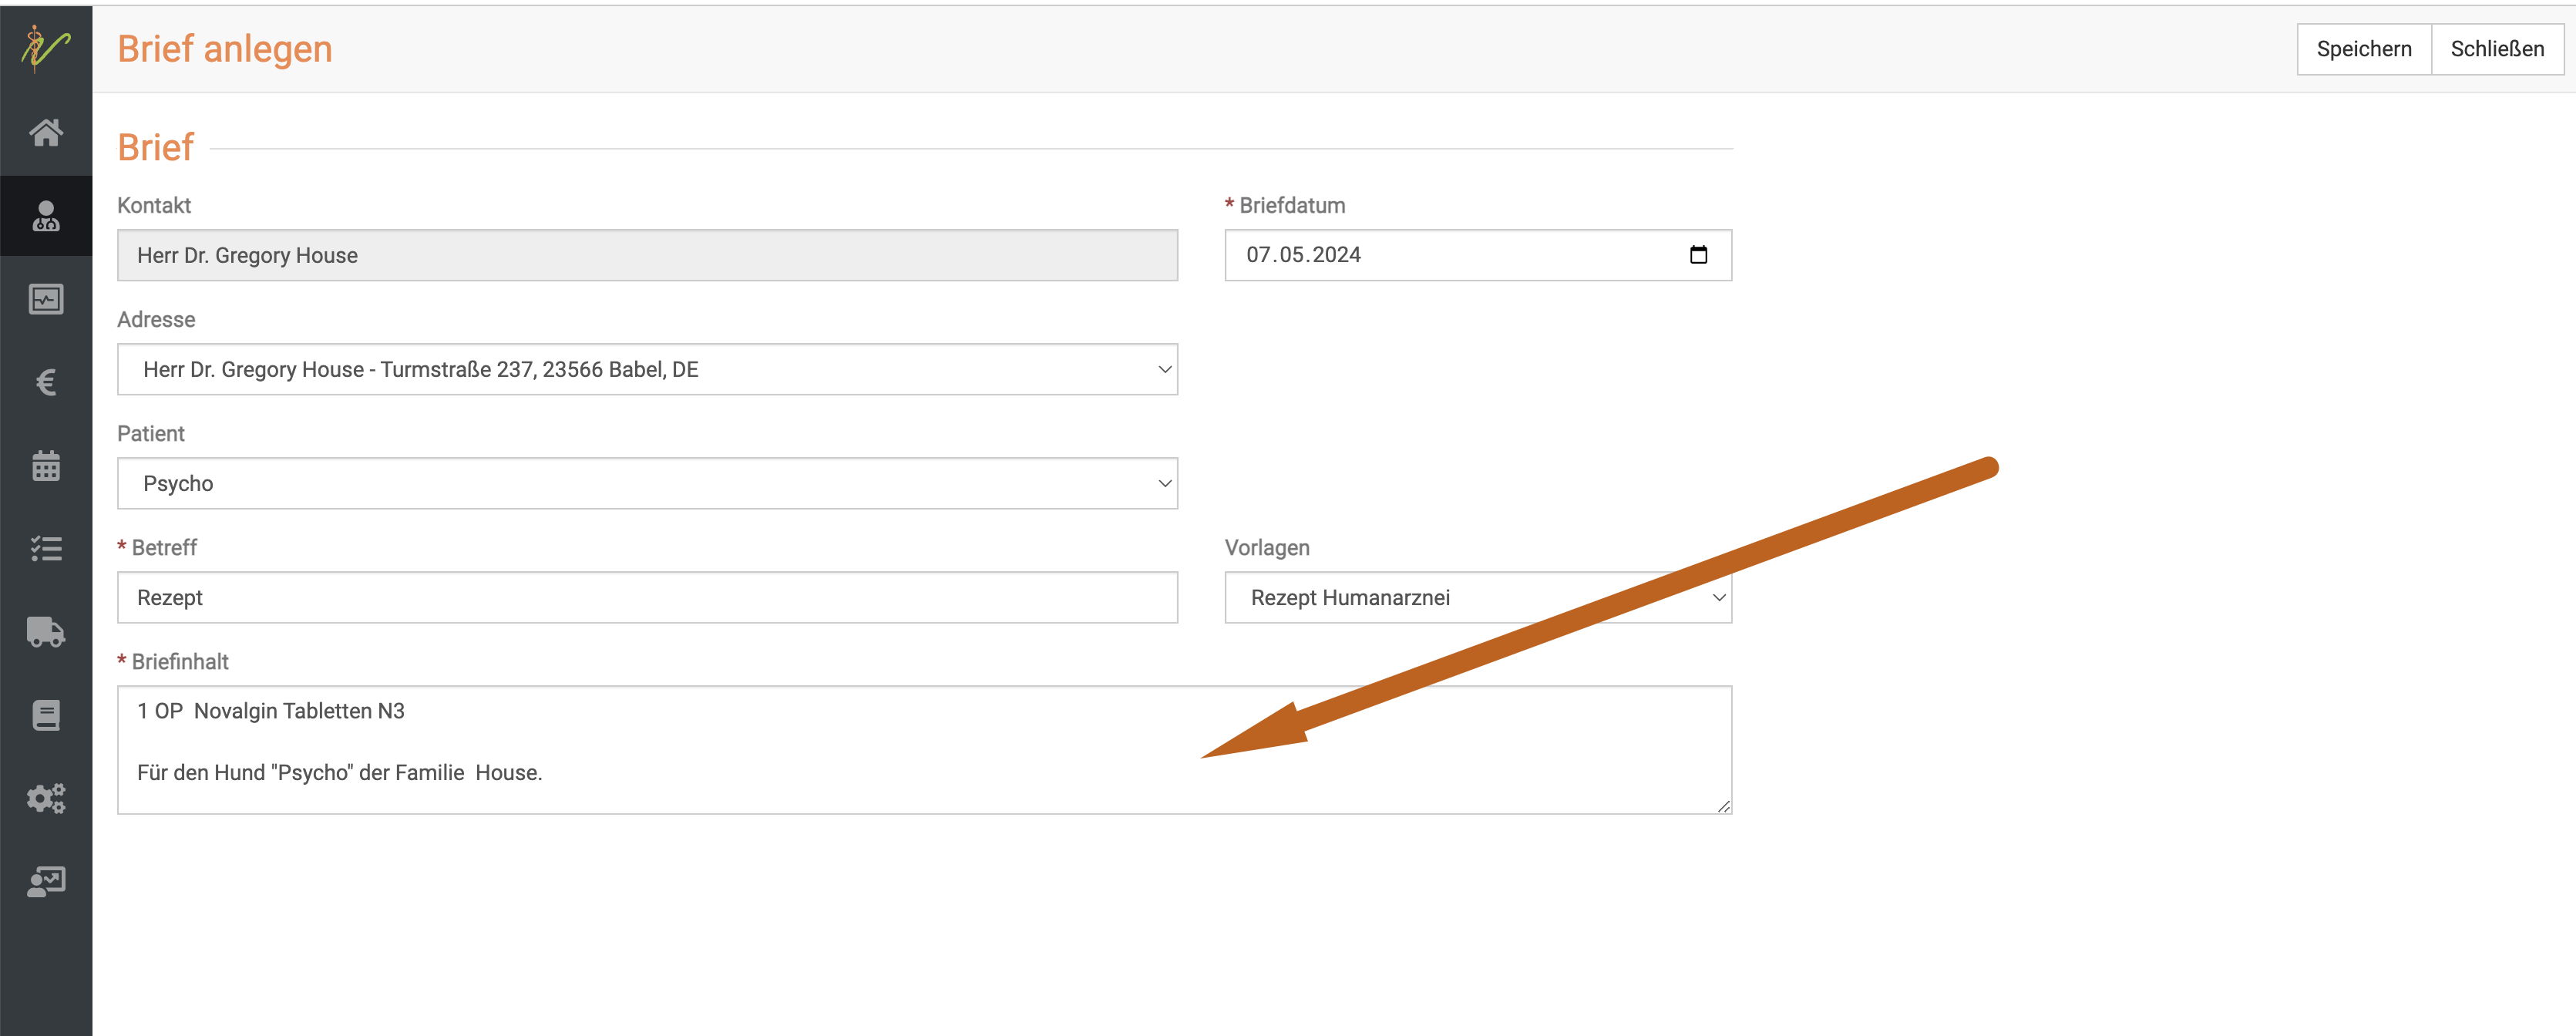 Brief anlegen
Speichern
Schließen
Brief
Kontakt
* Briefdatum
Herr Dr. Gregory House
07.05.2024
Adresse
Herr Dr. Gregory House - Turmstraße 237, 23566 Babel, DE
Patient
Psycho
* Betreff
Vorlagen
Rezept
Rezept Humanarznei
* Briefinhalt
1 OP  Novalgin Tabletten N3
Für den Hund "Psycho" der Familie  House.